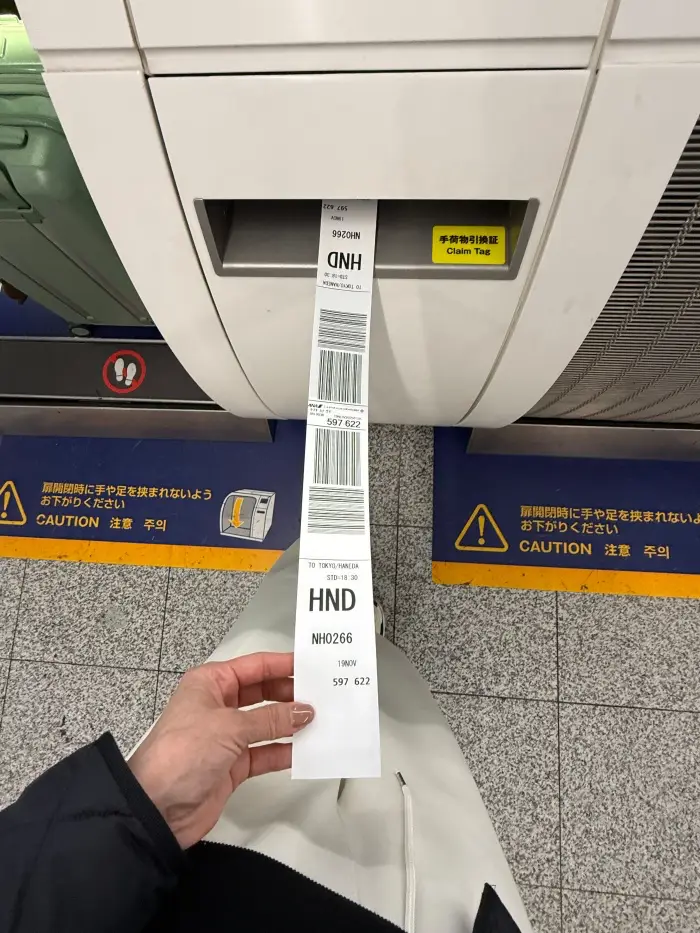 597 622
19NOV
NH0266
HND
STD=18 30
TO TOKYO/HANEDA
手荷物引換証
Claim Tag
ANA
597 622
TO TOKYO/HANEDA
STD=18 30
HND
NH0266
19NOV
597 622
扉開閉時に手や足を挟まれないよう
お下がりください
CAUTION 注意 주의
扉開閉時に手や足を挟まれないよ
お下がりください
CAUTION 注意 주의